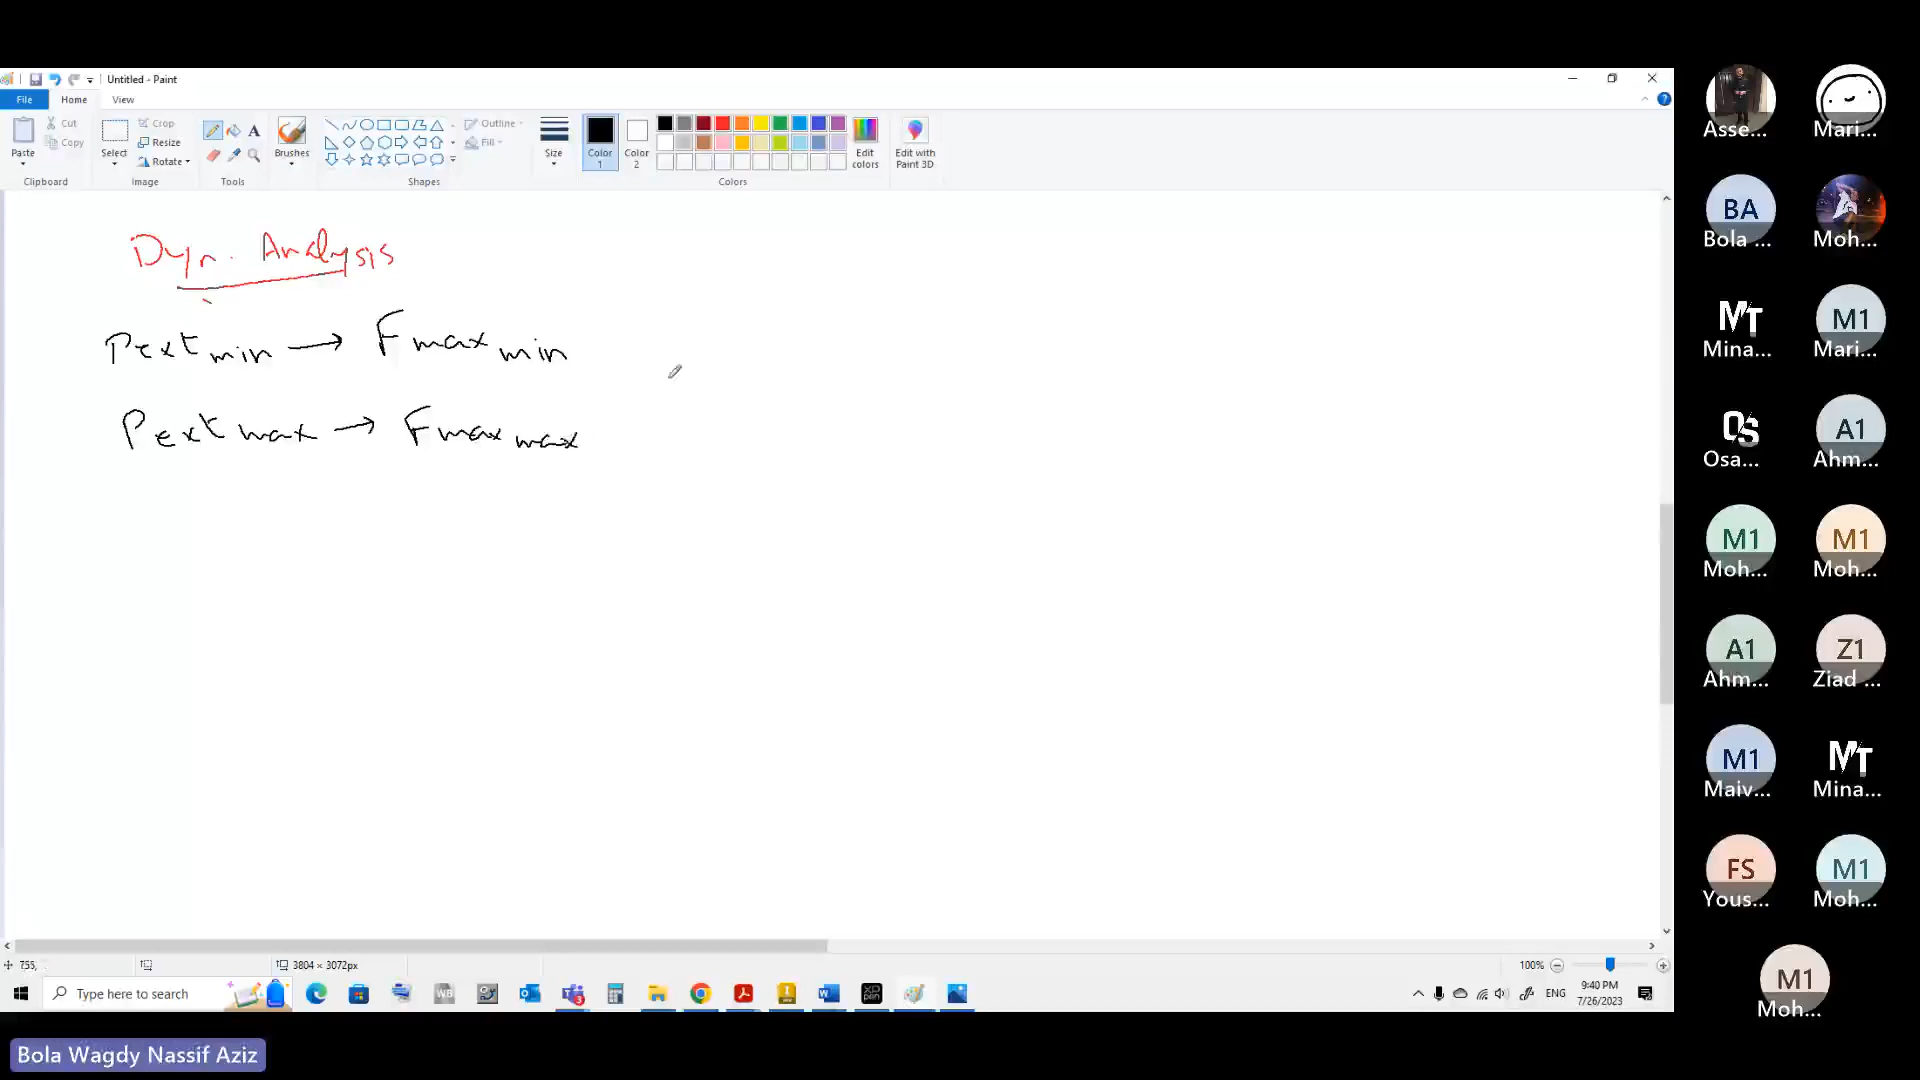 Untitled - Paint
File Home View
Paste
Cut
Copy
Clipboard
Select
Crop
Resize
Rotate
Image
Tools
Brushes
Shapes
Outline
Fill
Size
Color 1
Color 2
Edit colors
Edit with Paint 3D
Colors
Dyn. Analysis
Pext min → Fmax min
Pext max → Fmax max
755,
3804 × 3072px
100%
Type here to search
WB
3
XP
ENG
9:40 PM
7/26/2023
Asse...
Mari...
BA
Bola ...
Moh...
MT
Mina...
M1
Mari...
OS
Osa...
A1
Ahm...
M1
Moh...
M1
Moh...
A1
Ahm...
Z1
Ziad ...
M1
Maiv...
MT
Mina...
FS
Yous...
M1
Moh...
M1
Moh...
Bola Wagdy Nassif Aziz